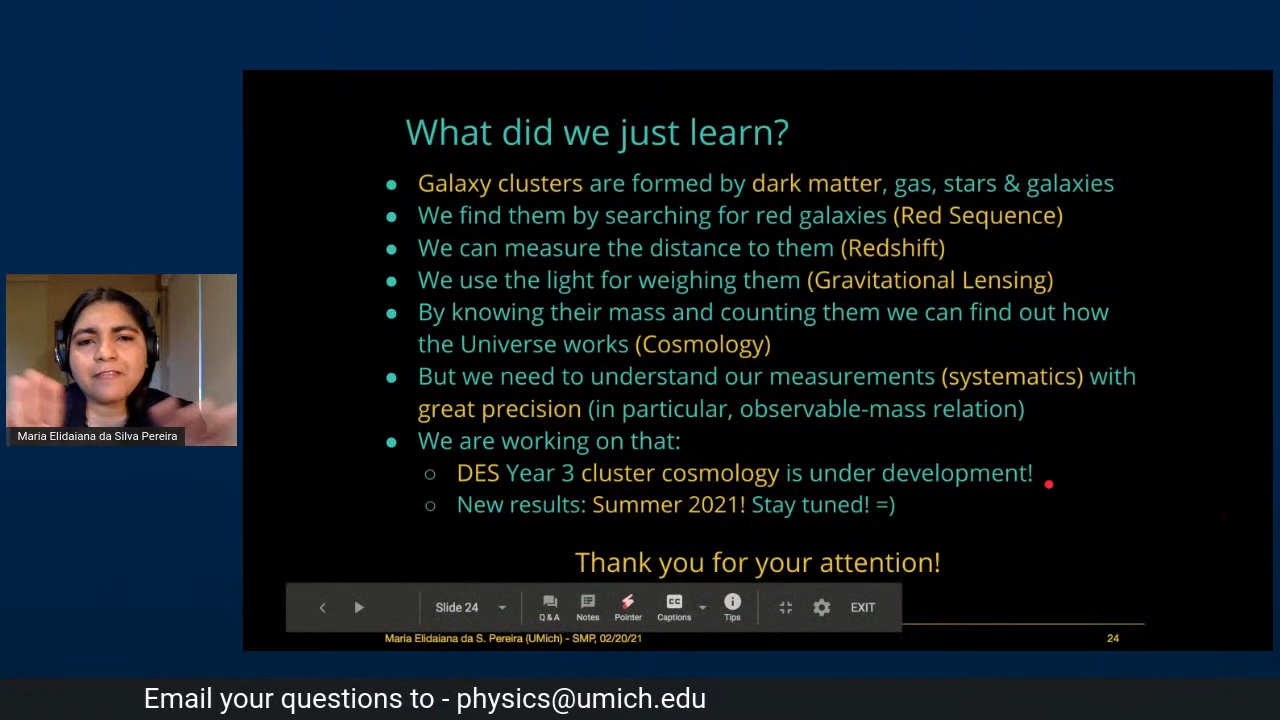 What did we just learn?
● Galaxy clusters are formed by dark matter, gas, stars & galaxies
● We find them by searching for red galaxies (Red Sequence)
● We can measure the distance to them (Redshift)
● We use the light for weighing them (Gravitational Lensing)
● By knowing their mass and counting them we can find out how
the Universe works (Cosmology)
● But we need to understand our measurements (systematics) with
great precision (in particular, observable-mass relation)
● We are working on that:
○ DES Year 3 cluster cosmology is under development!
○ New results: Summer 2021! Stay tuned! =)
Thank you for your attention!
Slide 24
Q & A
Notes
Pointer
Captions
Tips
EXIT
Maria Elidaiana da S. Pereira (UMich) - SMP, 02/20/21
24
Maria Elidaiana da Silva Pereira
Email your questions to - physics@umich.edu